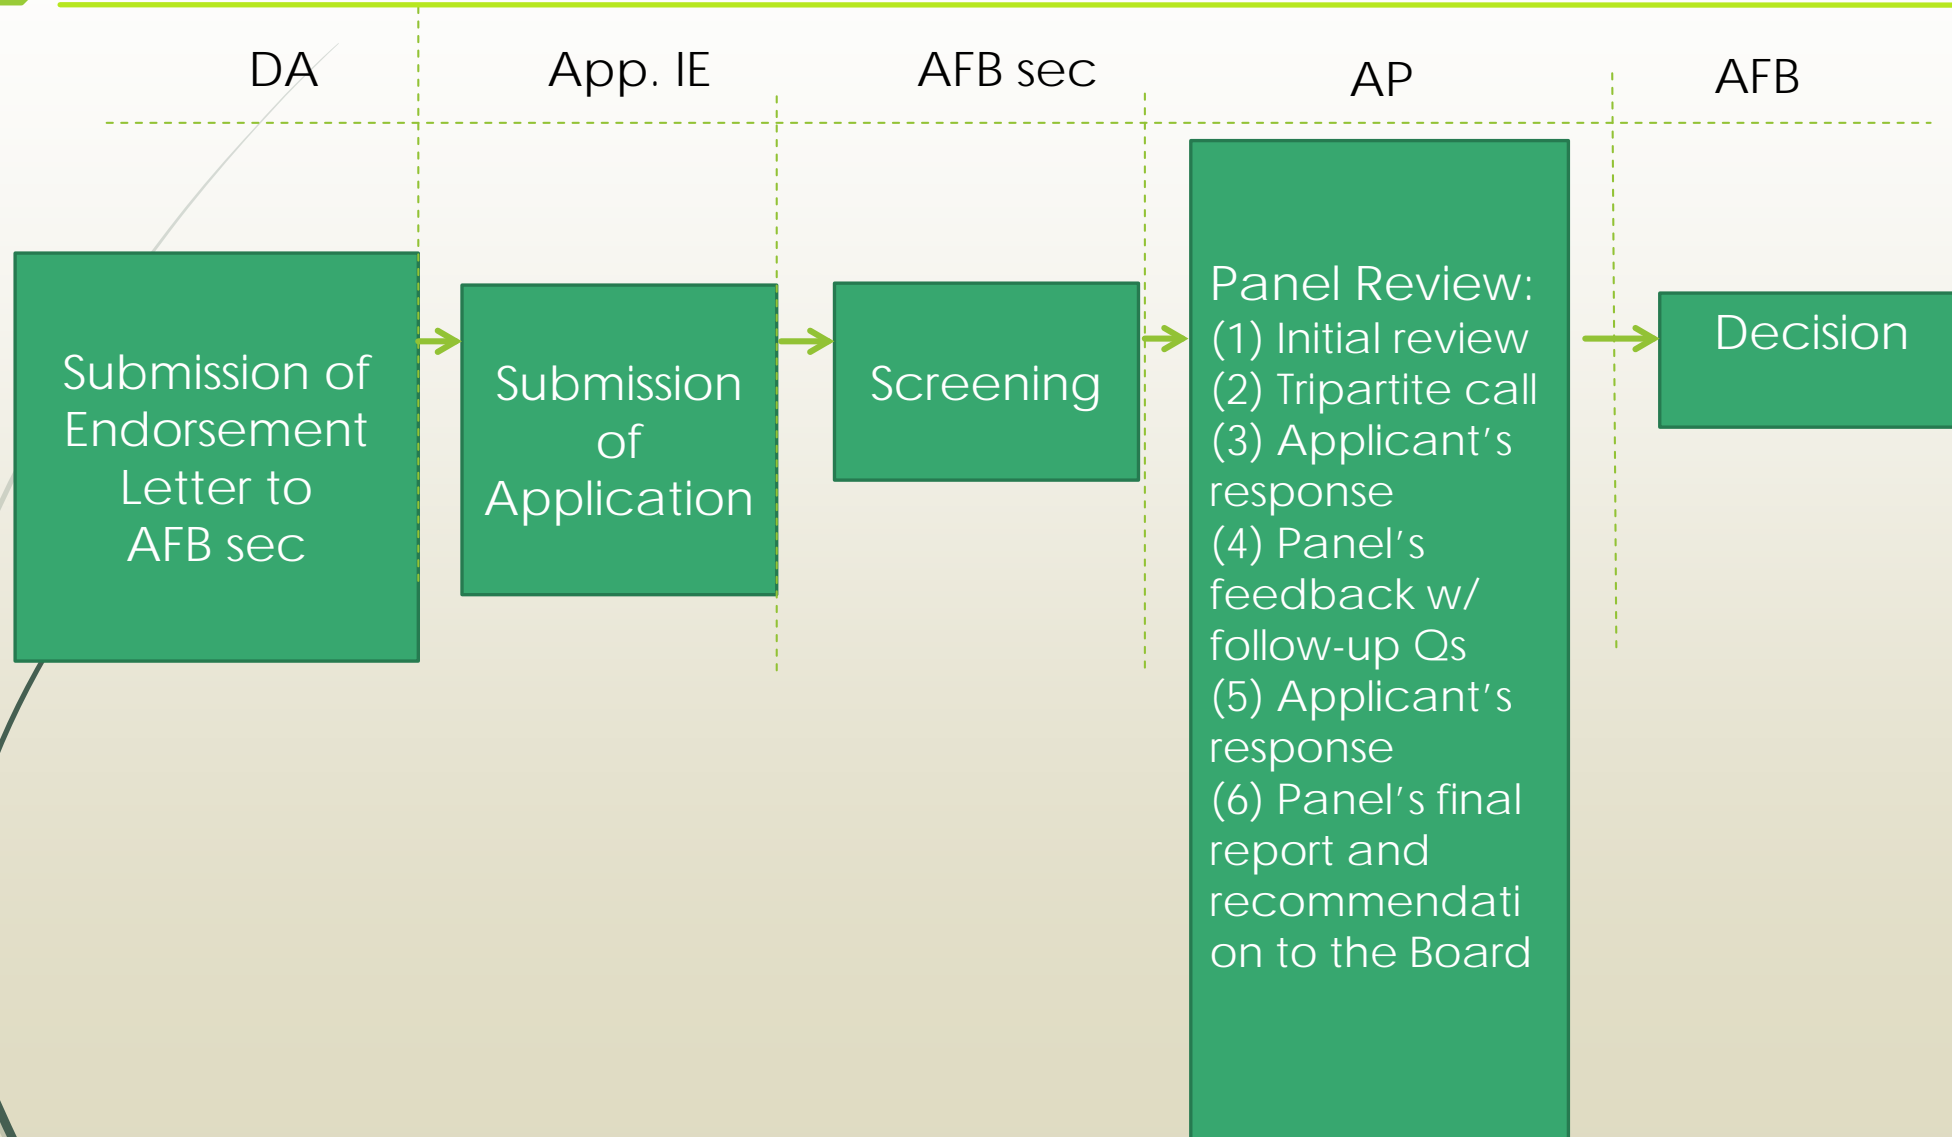 DA
App. IE
AFB sec
AP
AFB
Submission of
Endorsement
Letter to
AFB sec
Submission
of
Application
Screening
Panel Review:
(1) Initial review
(2) Tripartite call
(3) Applicant’s
response
(4) Panel’s
feedback w/
follow-up Qs
(5) Applicant’s
response
(6) Panel’s final
report and
recommendati
on to the Board
Decision